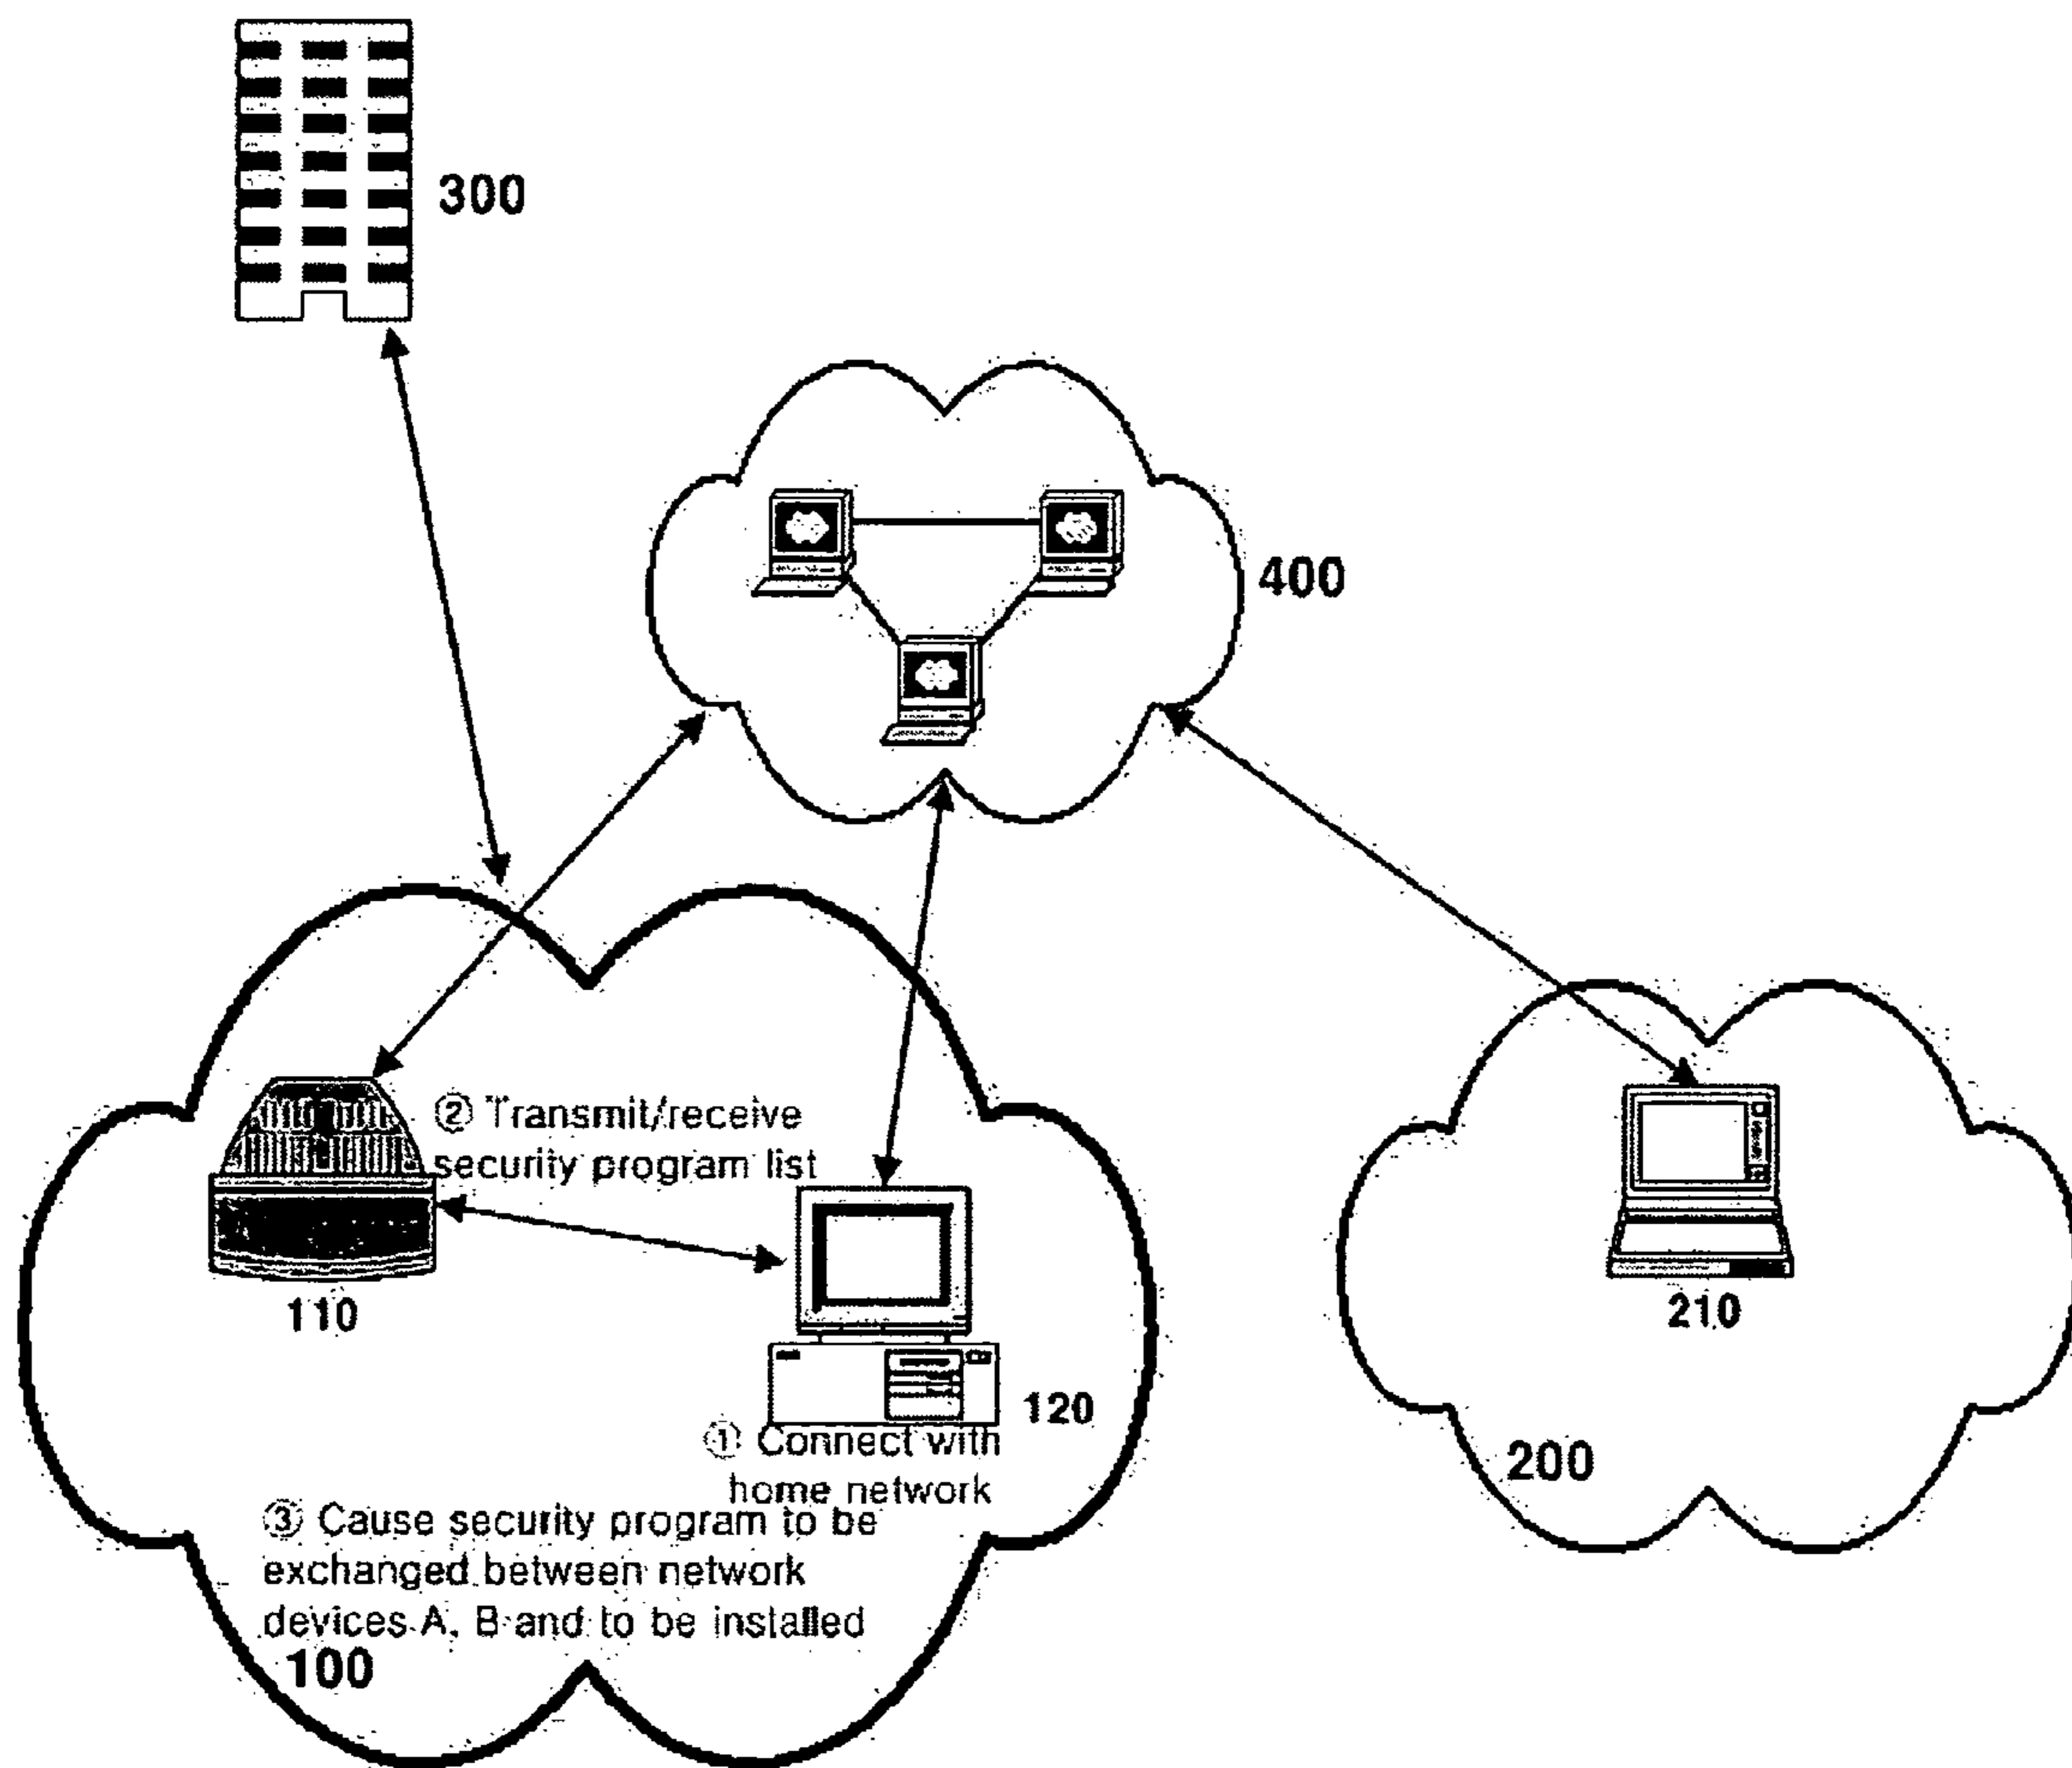 300
400
② Transmit/receive
security program list
110
210
120
① Connect with
home network
200
③ Cause security program to be
exchanged between network
devices A, B and to be installed
100